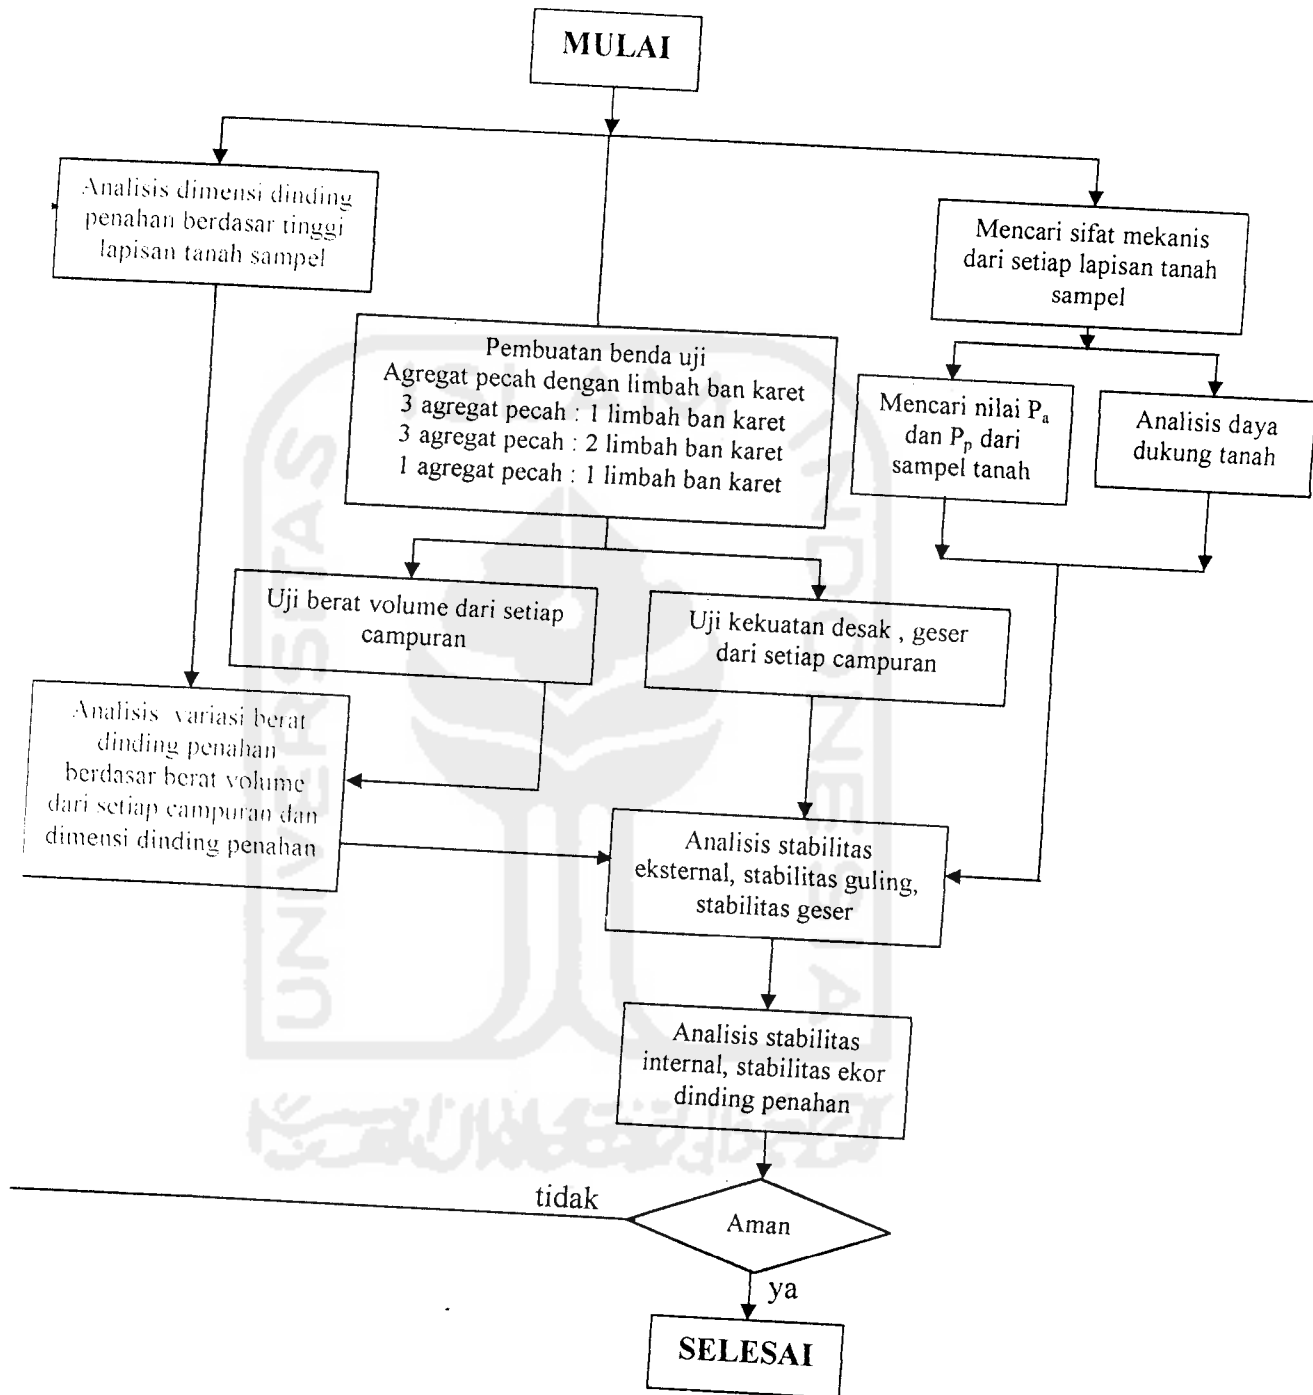 MULAI
Analisis dimensi dinding
penahan berdasar tinggi
lapisan tanah sampel
Mencari sifat mekanis
dari setiap lapisan tanah
sampel
Pembuatan benda uji
Agregat pecah dengan limbah ban karet
3 agregat pecah : 1 limbah ban karet
3 agregat pecah : 2 limbah ban karet
1 agregat pecah : 1 limbah ban karet
Mencari nilai Pₐ
dan Pₚ dari
sampel tanah
Analisis daya
dukung tanah
Uji berat volume dari setiap
campuran
Uji kekuatan desak , geser
dari setiap campuran
Analisis variasi berat
dinding penahan
berdasar berat volume
dari setiap campuran dan
dimensi dinding penahan
Analisis stabilitas
eksternal, stabilitas guling,
stabilitas geser
Analisis stabilitas
internal, stabilitas ekor
dinding penahan
tidak
Aman
ya
SELESAI
UNIVERSITAS
ISLAM
INDONESIA